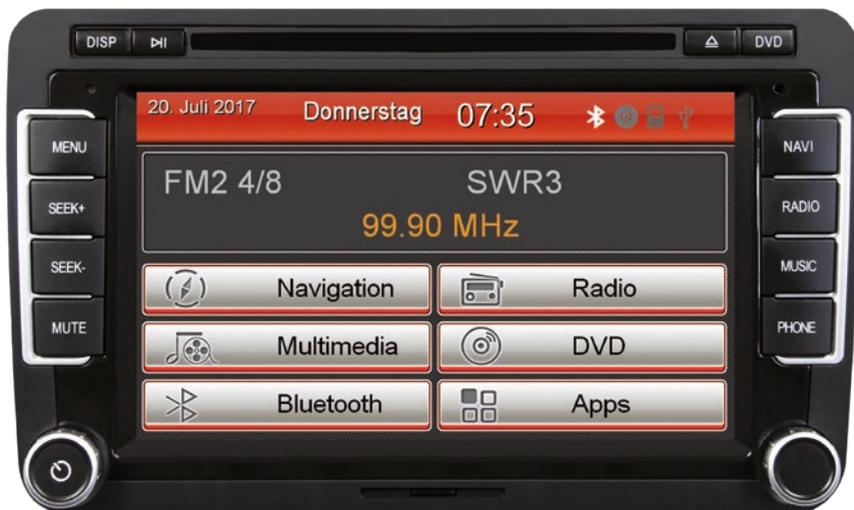 DISP DVD
20. Juli 2017 Donnerstag 07:35
MENU
NAVI
FM2 4/8 SWR3
SEEK+
RADIO
99.90 MHz
SEEK-
MUSIC
Navigation Radio
MUTE
PHONE
Multimedia DVD
Bluetooth Apps